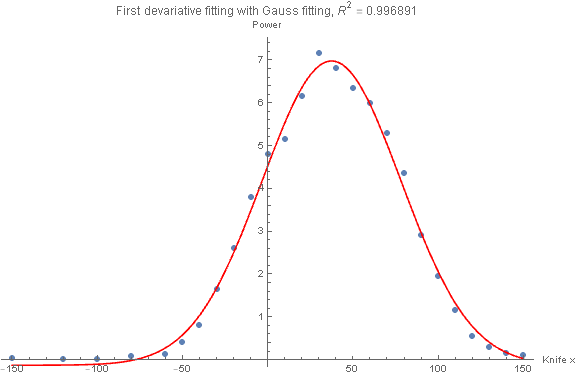 First devariative fitting with Gauss fitting, R² = 0.996891
Power
7
6
5
4
3
2
1
-150 -100 -50 50 100 150 Knife x